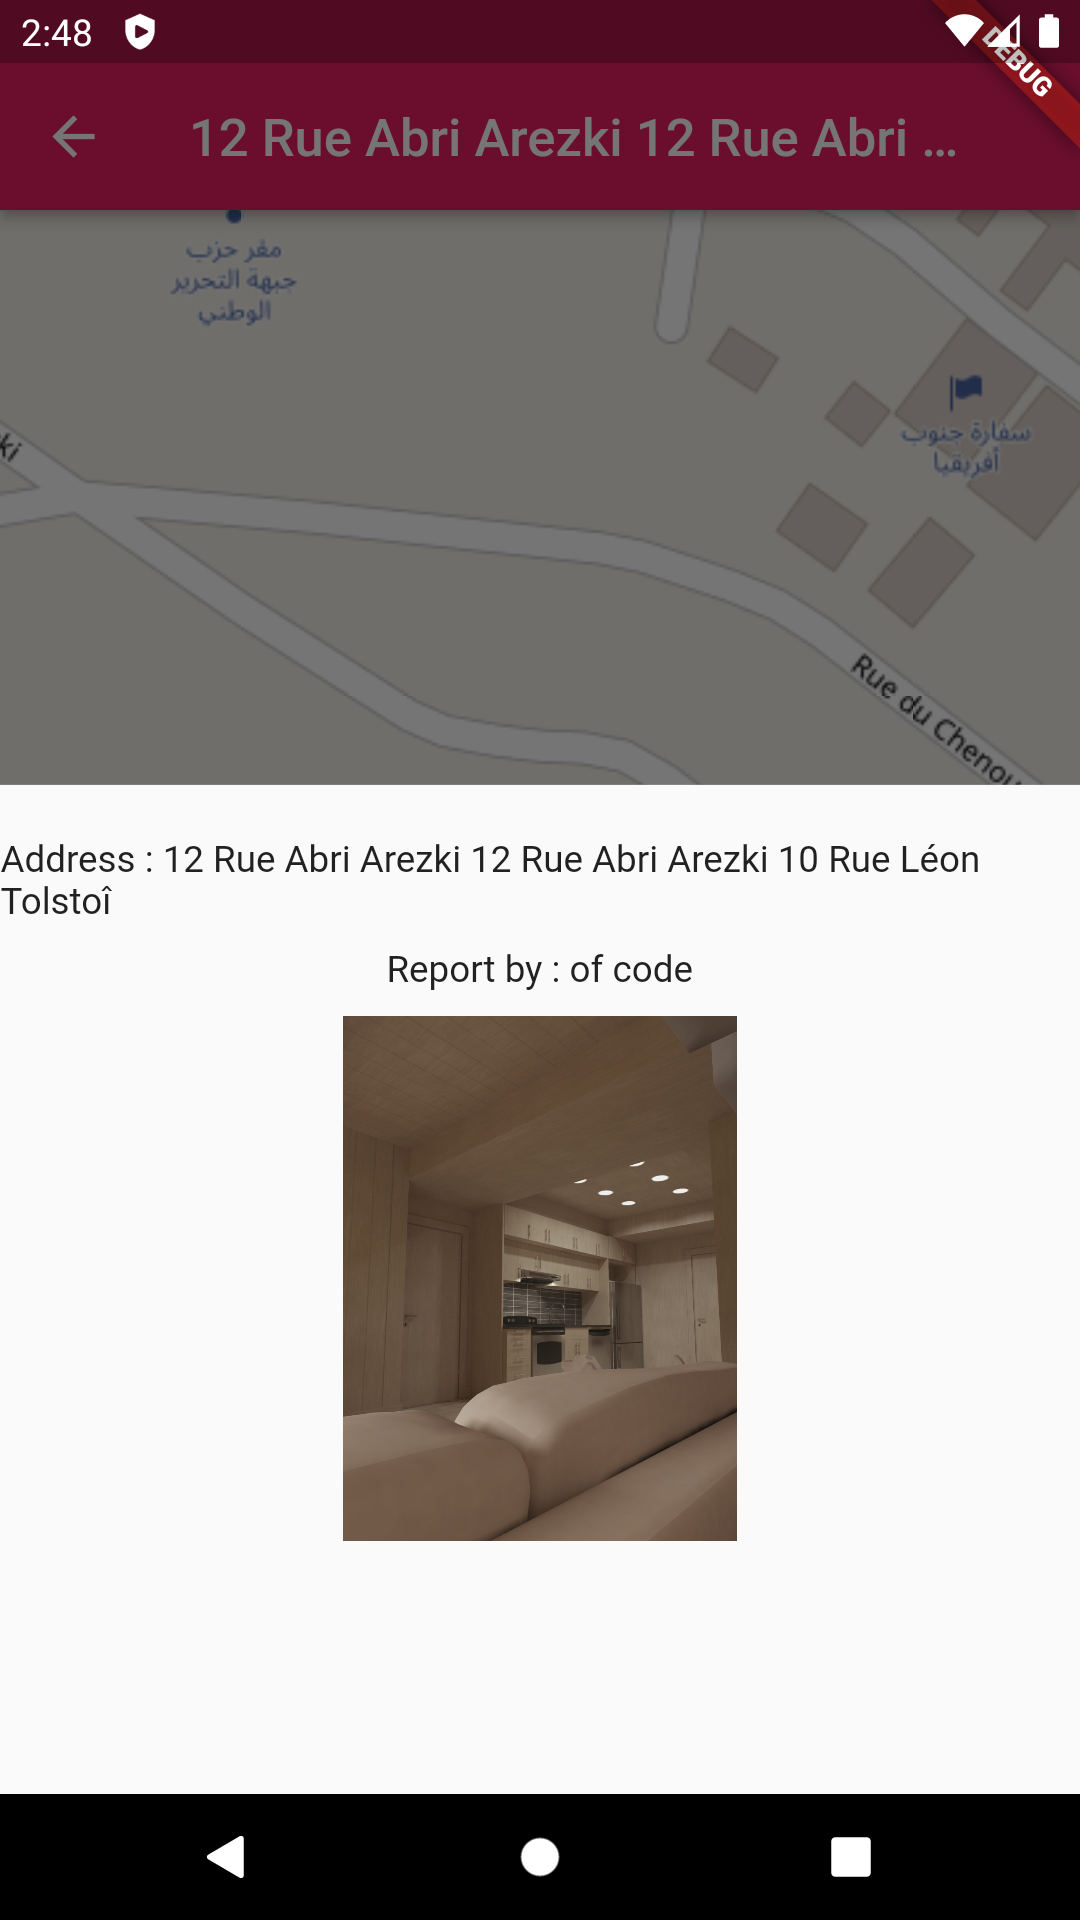 2:48
DEBUG
12 Rue Abri Arezki 12 Rue Abri ...
مقر حزب
جبهة التحرير
الوطني
سفارة جنوب
أفريقيا
ki
Rue du Chenou
Address : 12 Rue Abri Arezki 12 Rue Abri Arezki 10 Rue Léon
Tolstoî
Report by : of code